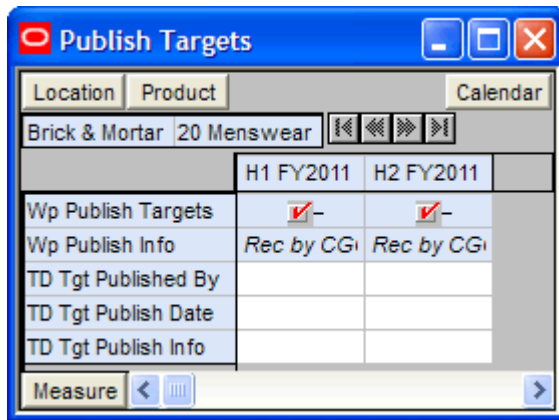 Publish Targets
Location Product Calendar
Brick & Mortar 20 Menswear
H1 FY2011 H2 FY2011
Wp Publish Targets – –
Wp Publish Info Rec by CG Rec by CG
TD Tgt Published By
TD Tgt Publish Date
TD Tgt Publish Info
Measure